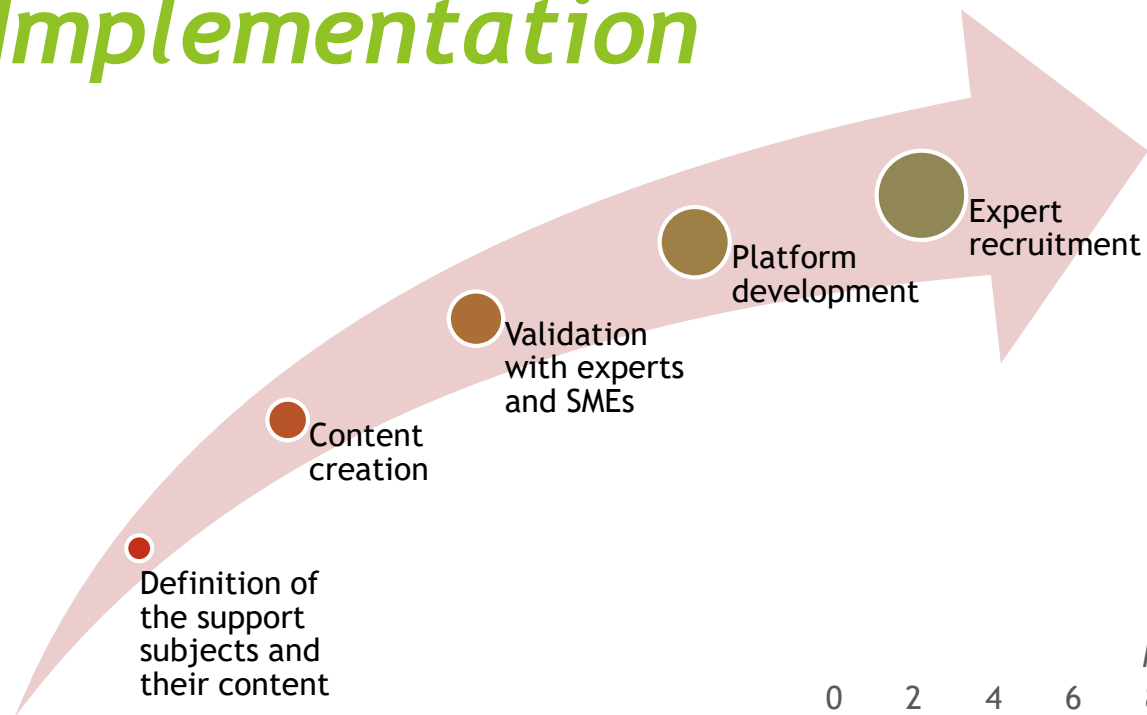 Implementation
Expert
recruitment
Platform
development
Validation
with experts
and SMEs
Content
creation
Definition of
the support
subjects and
their content
0 2 4 6